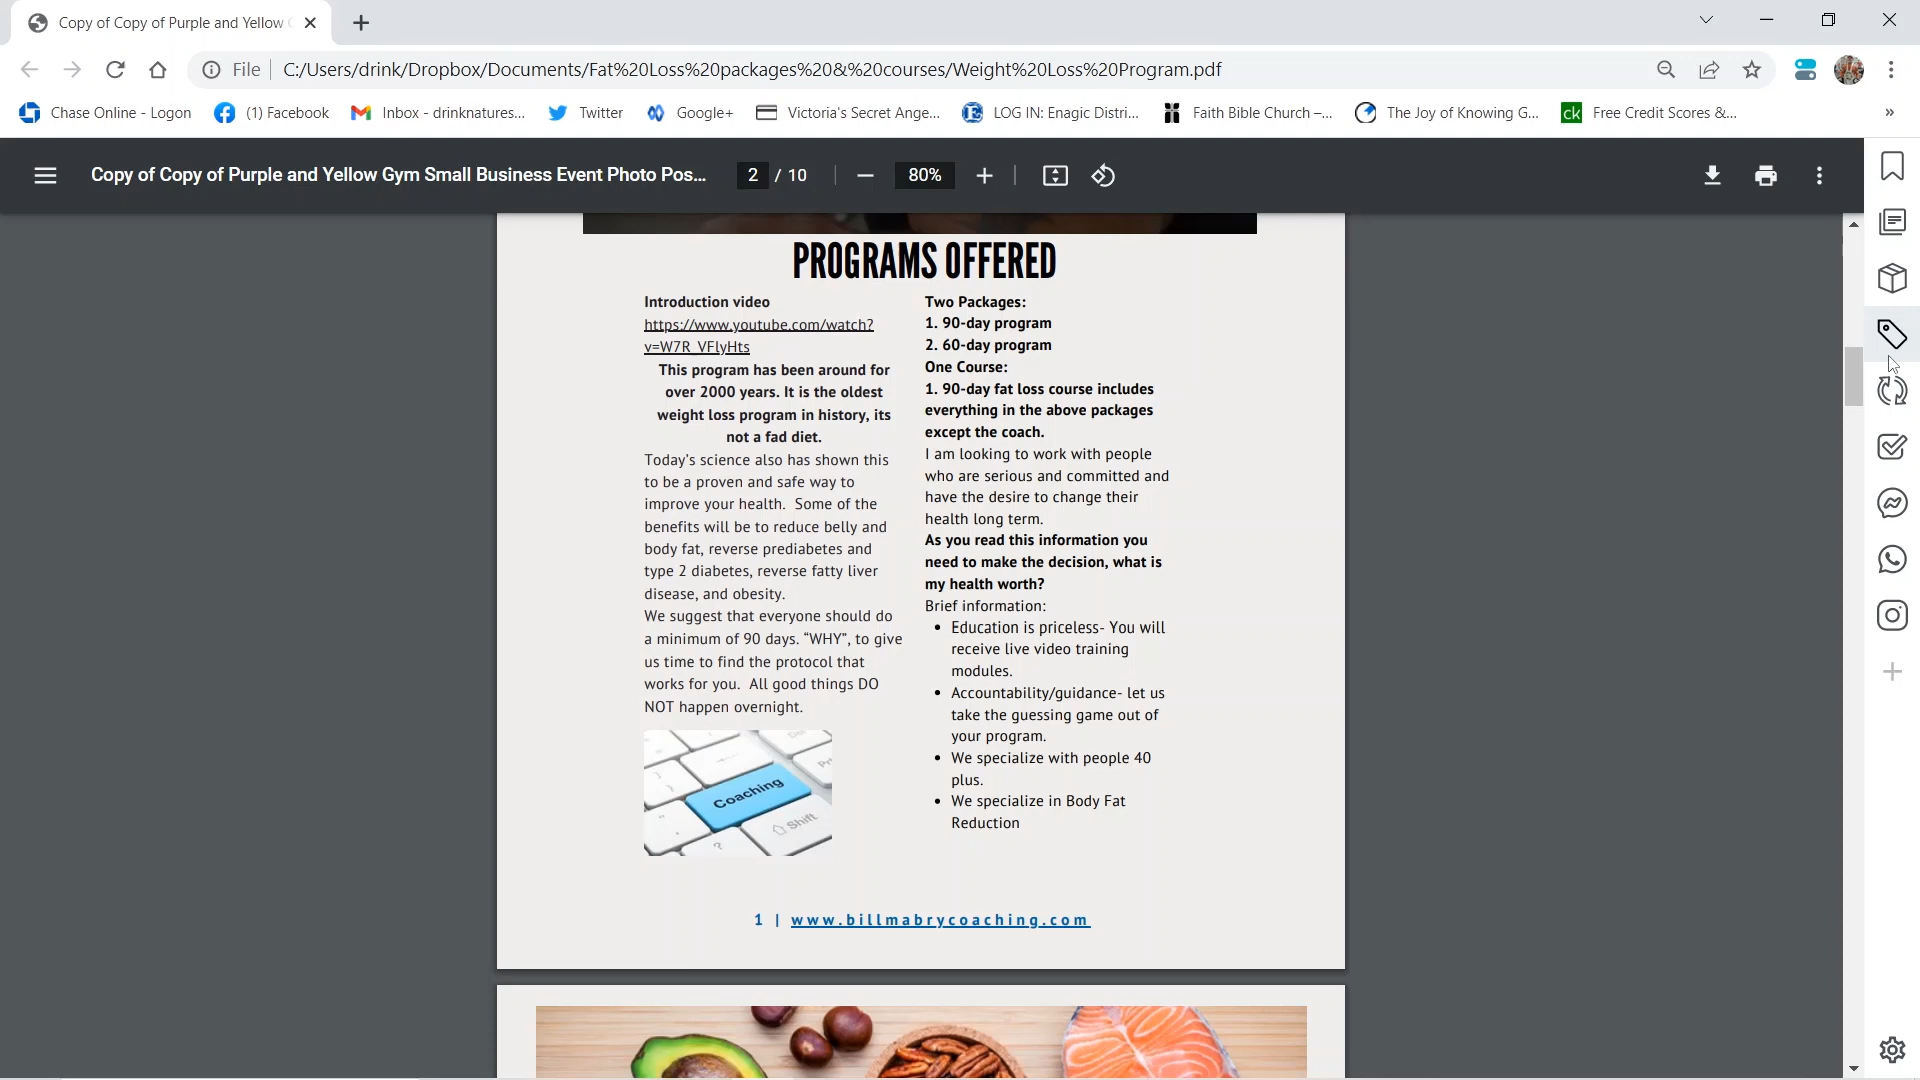 Copy of Copy of Purple and Yellow
File C:/Users/drink/Dropbox/Documents/Fat%20Loss%20packages%20&%20courses/Weight%20Loss%20Program.pdf
Chase Online - Logon (1) Facebook Inbox - drinknatures... Twitter Google+ Victoria's Secret Ange... LOG IN: Enagic Distri... Faith Bible Church –... The Joy of Knowing G... ck Free Credit Scores &... »
Copy of Copy of Purple and Yellow Gym Small Business Event Photo Pos... 2 / 10 80%
PROGRAMS OFFERED
Introduction video
https://www.youtube.com/watch?
v=W7R_VFlyHts
This program has been around for
over 2000 years. It is the oldest
weight loss program in history, its
not a fad diet.
Today's science also has shown this
to be a proven and safe way to
improve your health. Some of the
benefits will be to reduce belly and
body fat, reverse prediabetes and
type 2 diabetes, reverse fatty liver
disease, and obesity.
We suggest that everyone should do
a minimum of 90 days. “WHY”, to give
us time to find the protocol that
works for you. All good things DO
NOT happen overnight.
Coaching
Shift
?
Two Packages:
1. 90-day program
2. 60-day program
One Course:
1. 90-day fat loss course includes
everything in the above packages
except the coach.
I am looking to work with people
who are serious and committed and
have the desire to change their
health long term.
As you read this information you
need to make the decision, what is
my health worth?
Brief information:
• Education is priceless- You will
receive live video training
modules.
• Accountability/guidance- let us
take the guessing game out of
your program.
• We specialize with people 40
plus.
• We specialize in Body Fat
Reduction
1 | www.billmabrycoaching.com